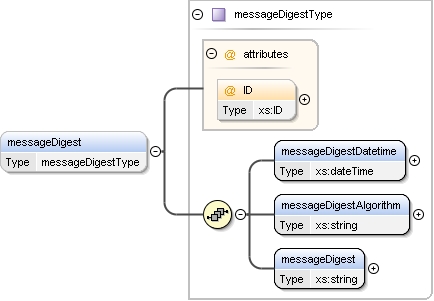 messageDigestType
@ attributes
@ ID
Type xs:ID
messageDigest
Type messageDigestType
messageDigestDatetime
Type xs:dateTime
messageDigestAlgorithm
Type xs:string
messageDigest
Type xs:string